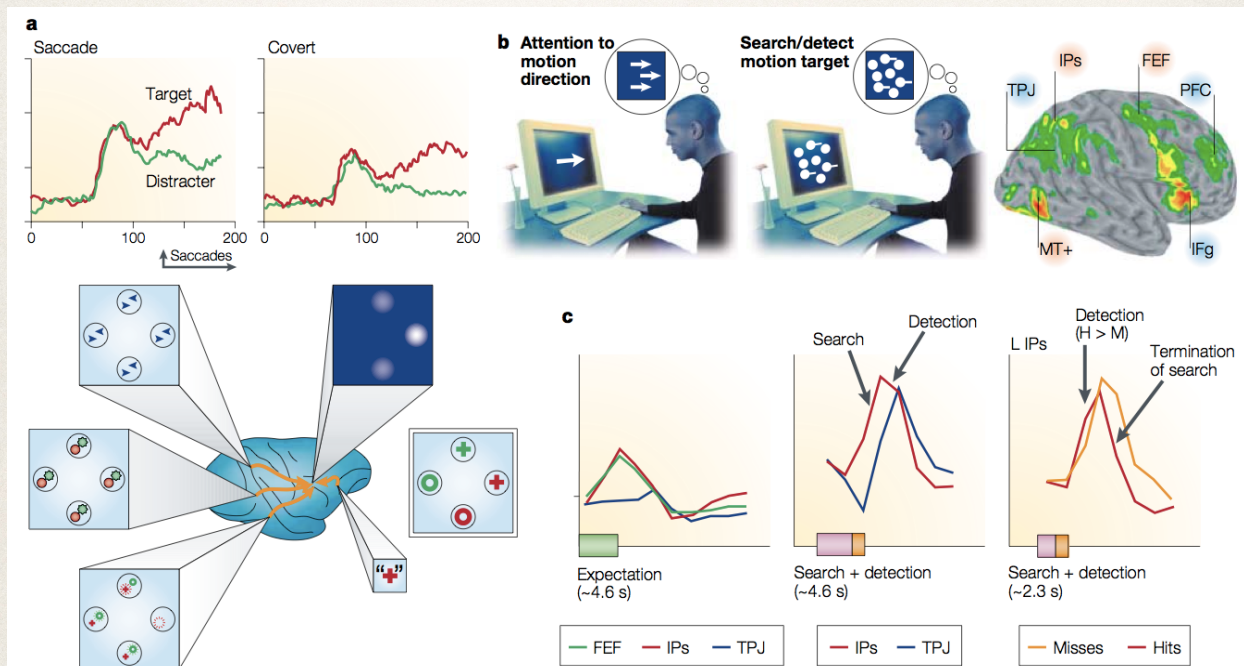 a
Saccade
Target
Distracter
0
100
200
Saccades
Covert
0
100
200
b
Attention to
motion
direction
Search/detect
motion target
TPJ
IPs
FEF
PFC
MT+
IFg
“+”
c
Expectation
(~4.6 s)
Search
Detection
Search + detection
(~4.6 s)
L IPs
Detection
(H > M)
Termination
of search
Search + detection
(~2.3 s)
FEF IPs TPJ
IPs TPJ
Misses Hits